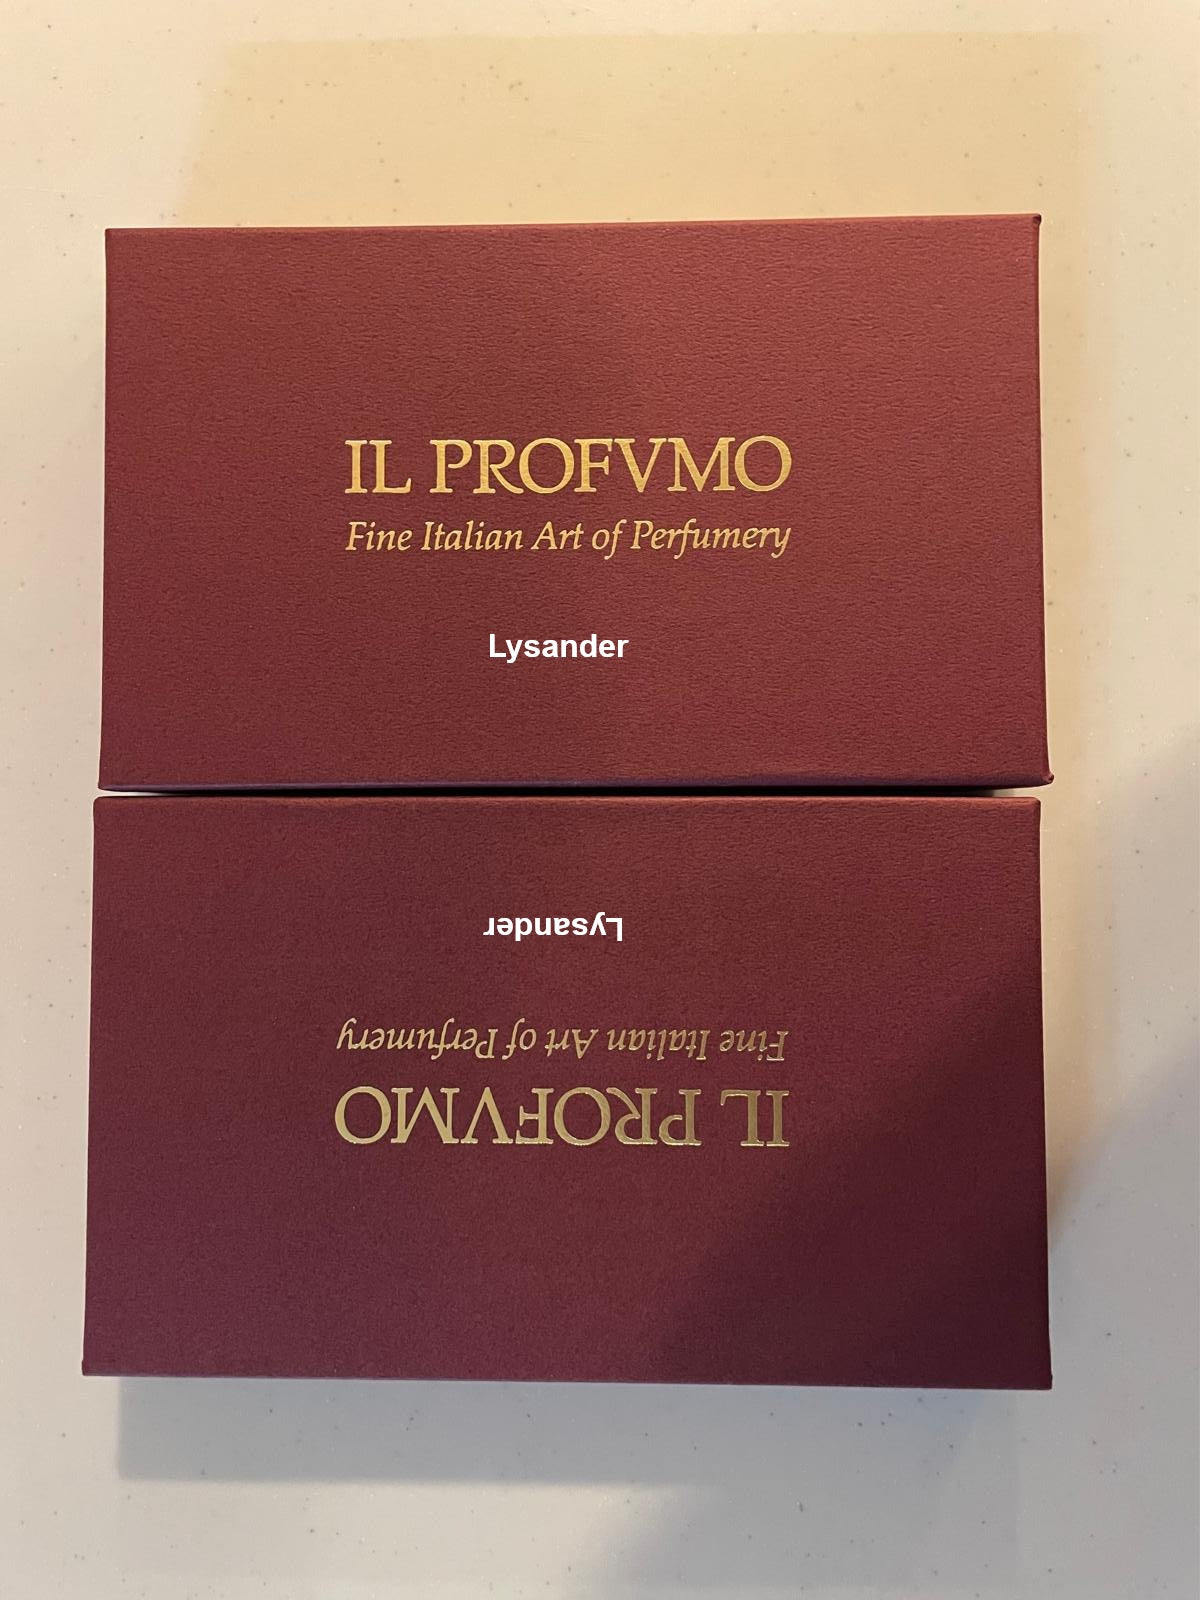 IL PROFVMO
Fine Italian Art of Perfumery
Lysander
IL PROFVMO
Fine Italian Art of Perfumery
Lysander